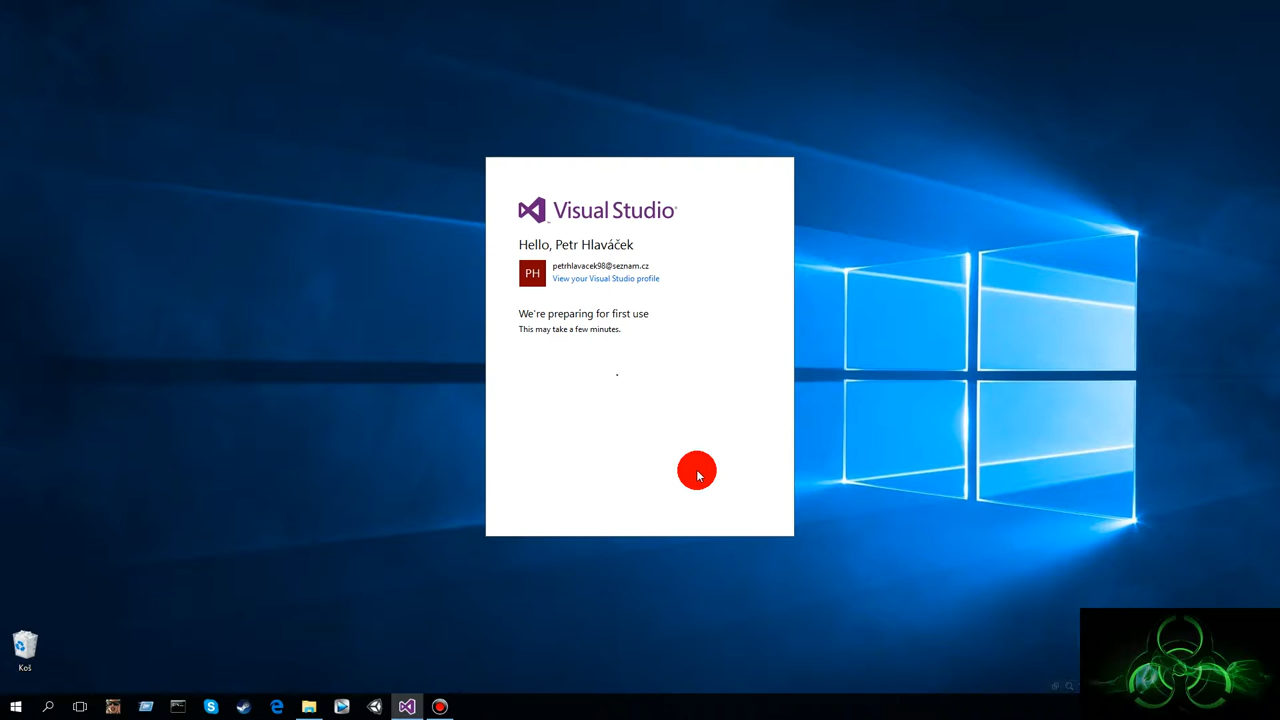 Visual Studio
Hello, Petr Hlaváček
PH
petrhlavacek98@seznam.cz
View your Visual Studio profile
We're preparing for first use
This may take a few minutes.
Koš